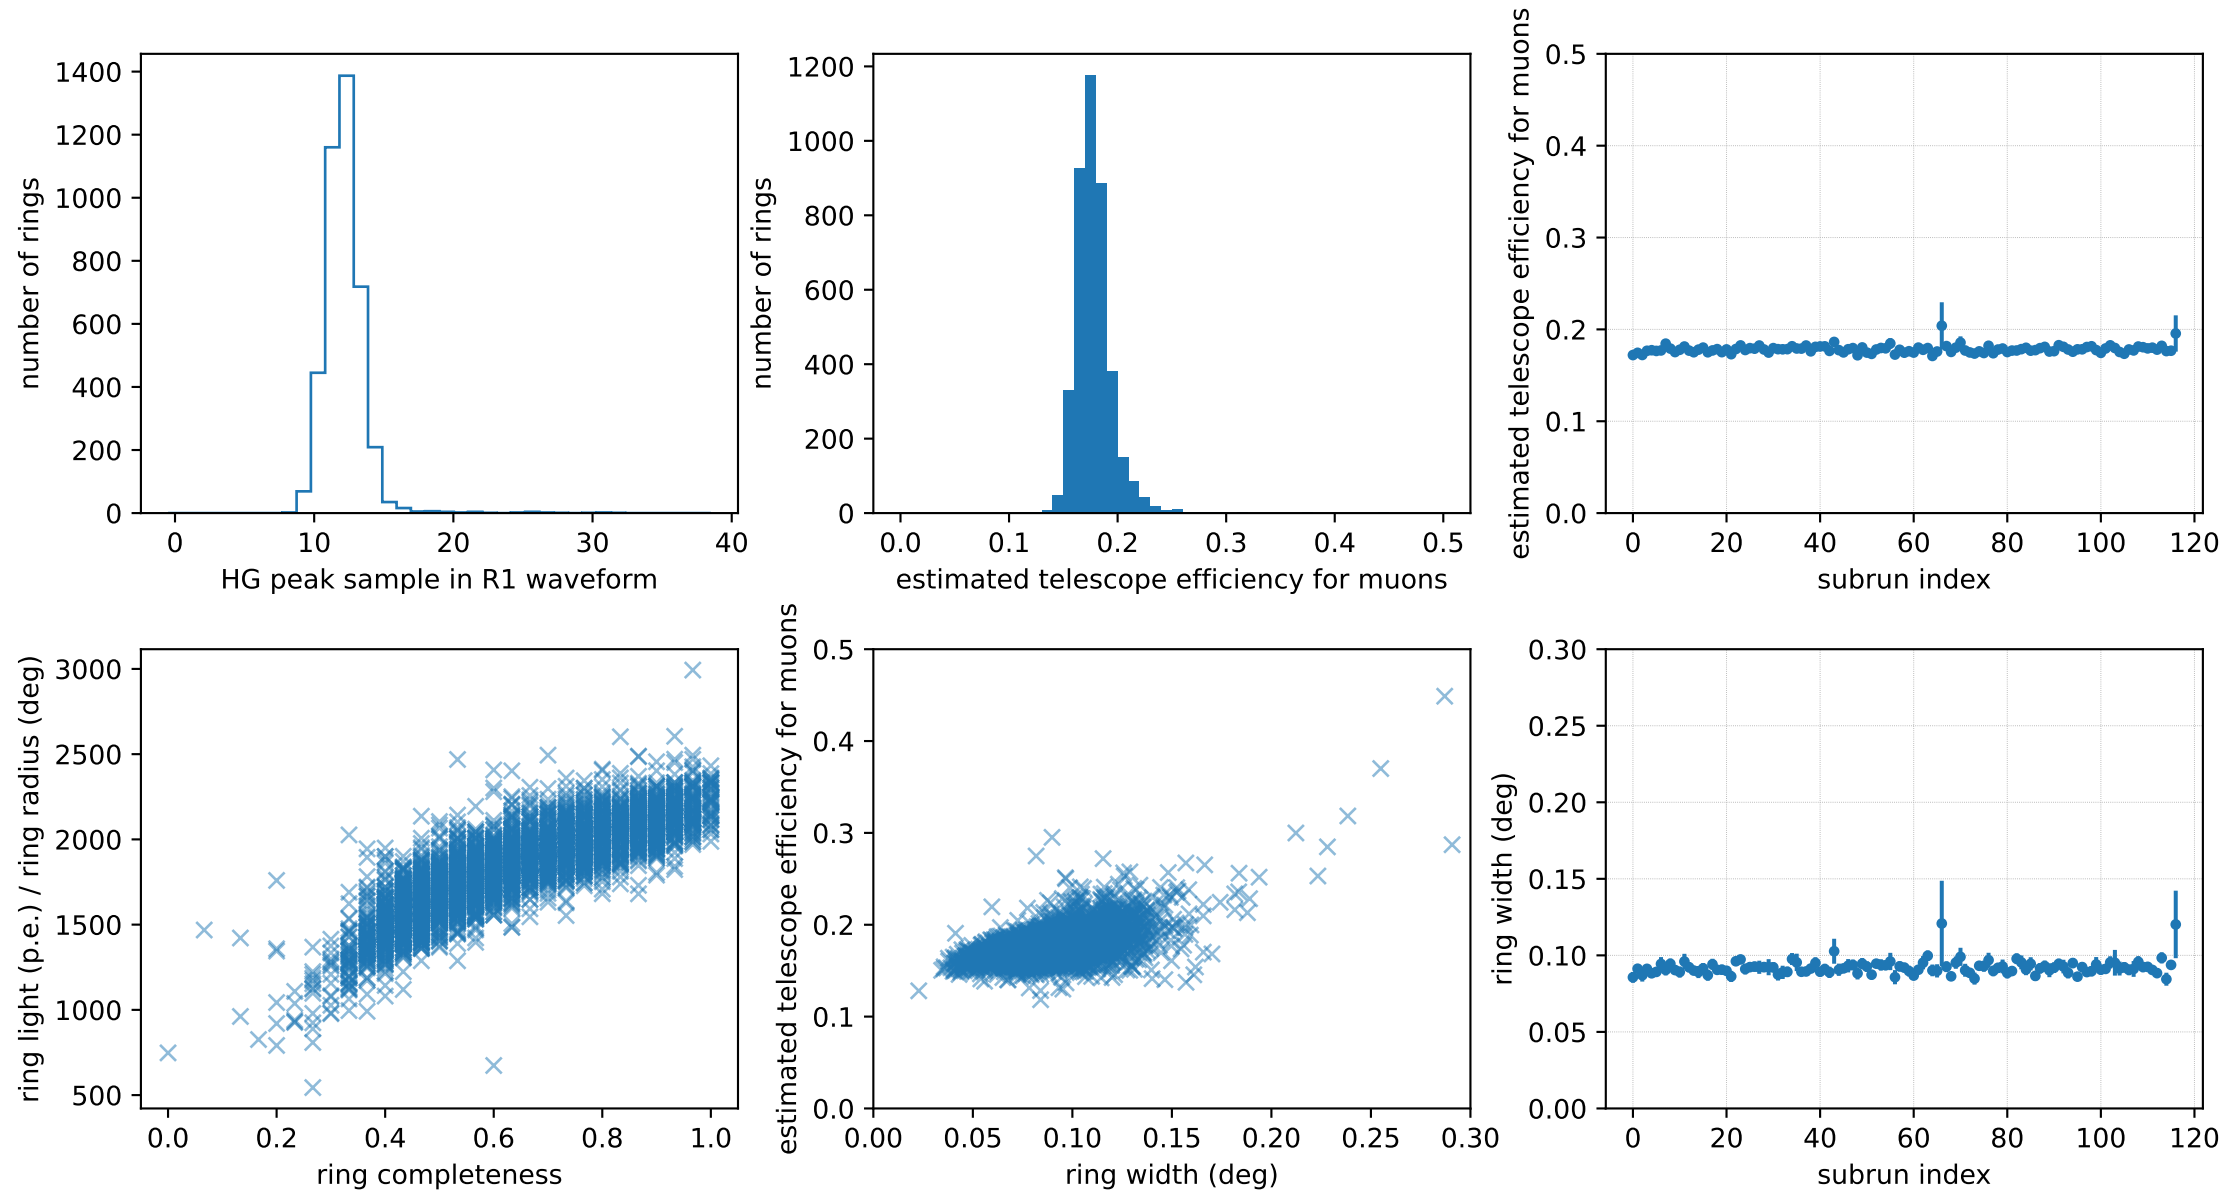 1400
1200
1000
800
600
400
200
0
number of rings
0 10 20 30 40
HG peak sample in R1 waveform
1200
1000
800
600
400
200
0
number of rings
0.0 0.1 0.2 0.3 0.4 0.5
estimated telescope efficiency for muons
0.5
0.4
0.3
0.2
0.1
0.0
estimated telescope efficiency for muons
0 20 40 60 80 100 120
subrun index
3000
2500
2000
1500
1000
500
ring light (p.e.) / ring radius (deg)
0.0 0.2 0.4 0.6 0.8 1.0
ring completeness
0.5
0.4
0.3
0.2
0.1
0.0
estimated telescope efficiency for muons
0.00 0.05 0.10 0.15 0.20 0.25 0.30
ring width (deg)
0.30
0.25
0.20
0.15
0.10
0.05
0.00
ring width (deg)
0 20 40 60 80 100 120
subrun index